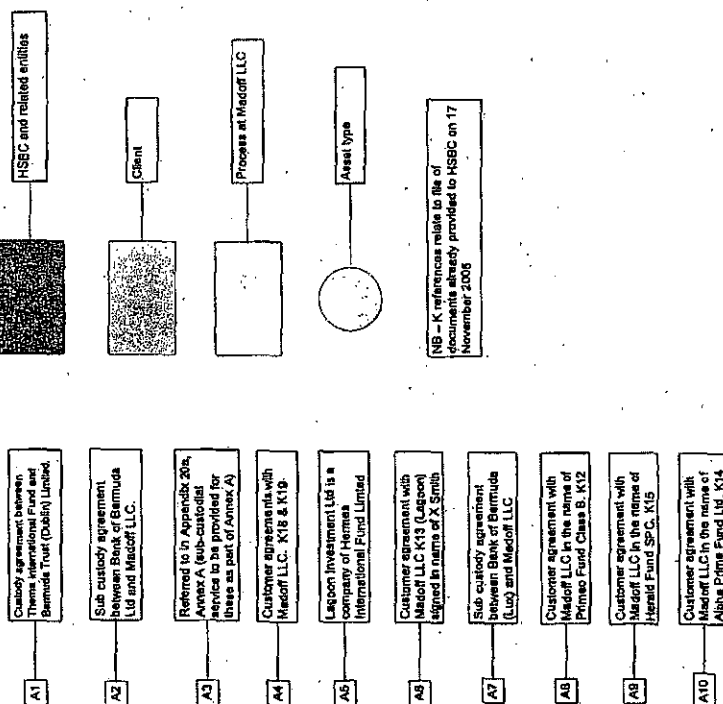 HSBC and related entities
Client
Process at Madoff LLC
Asset type
NB – K references relate to file of
documents already provided to HSBC on 17
November 2005
A1
Custody agreement between
Thema International Fund and
Bermuda Trust (Dublin) Limited.
A2
Sub custody agreement
between Bank of Bermuda
Ltd and Madoff LLC.
A3
Referred to in Appendix 20a,
Annex A (sub-custodial
service to be provided for
these as part of Annex A)
A4
Customer agreements with
Madoff LLC. K18 & K19.
A5
Lagoon Investment Ltd is a
company of Hermes
International Fund Limited
A6
Customer agreement with
Madoff LLC K13 (Lagoon)
signed in name of X Smith
A7
Sub custody agreement
between Bank of Bermuda
(Lux) and Madoff LLC
A8
Customer agreement with
Madoff LLC in the name of
Primeo Fund Class B. K12
A9
Customer agreement with
Madoff LLC in the name of
Herald Fund SPC. K15
A10
Customer agreement with
Madoff LLC in the name of
Alpha Prime Fund Ltd. K14